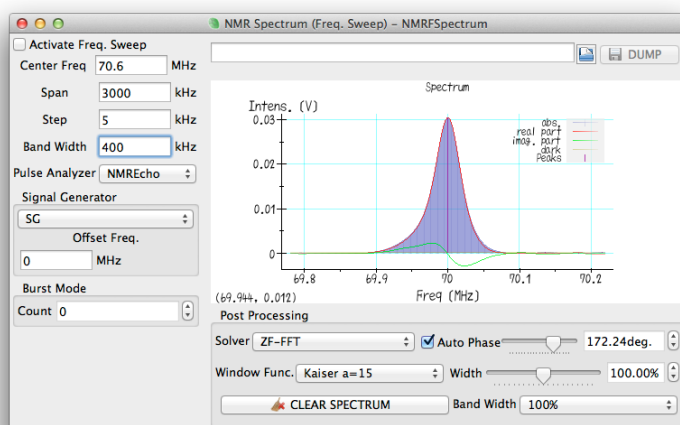 NMR Spectrum (Freq. Sweep) – NMRFSpectrum
Activate Freq. Sweep
Center Freq 70.6 MHz
Span 3000 kHz
Step 5 kHz
Band Width 400 kHz
Pulse Analyzer NMREcho
Signal Generator
SG
Offset Freq.
0 MHz
Burst Mode
Count 0
DUMP
Spectrum
Intens. (V)
abs.
real part
imag. part
dark
Peaks
0.03
0.02
0.01
0
69.8 69.9 70 70.1 70.2
(69.944, 0.012) Freq (MHz)
Post Processing
Solver ZF-FFT Auto Phase 172.24deg.
Window Func. Kaiser a=15 Width 100.00%
CLEAR SPECTRUM Band Width 100%